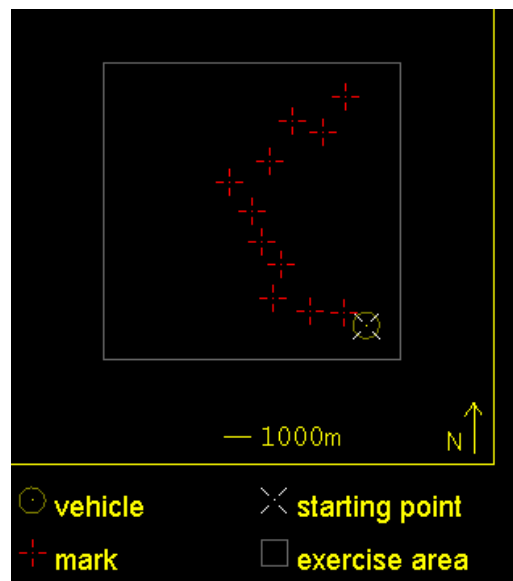 1000m
N
vehicle
starting point
mark
exercise area